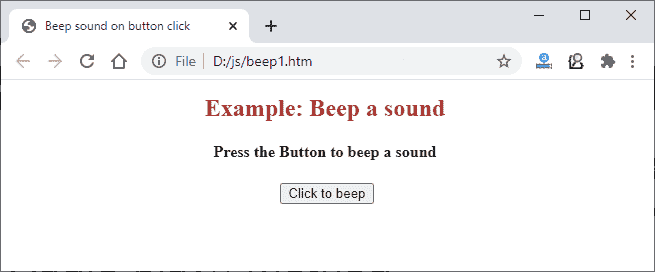 Beep sound on button click
File D:/js/beep1.htm
Example: Beep a sound
Press the Button to beep a sound
Click to beep